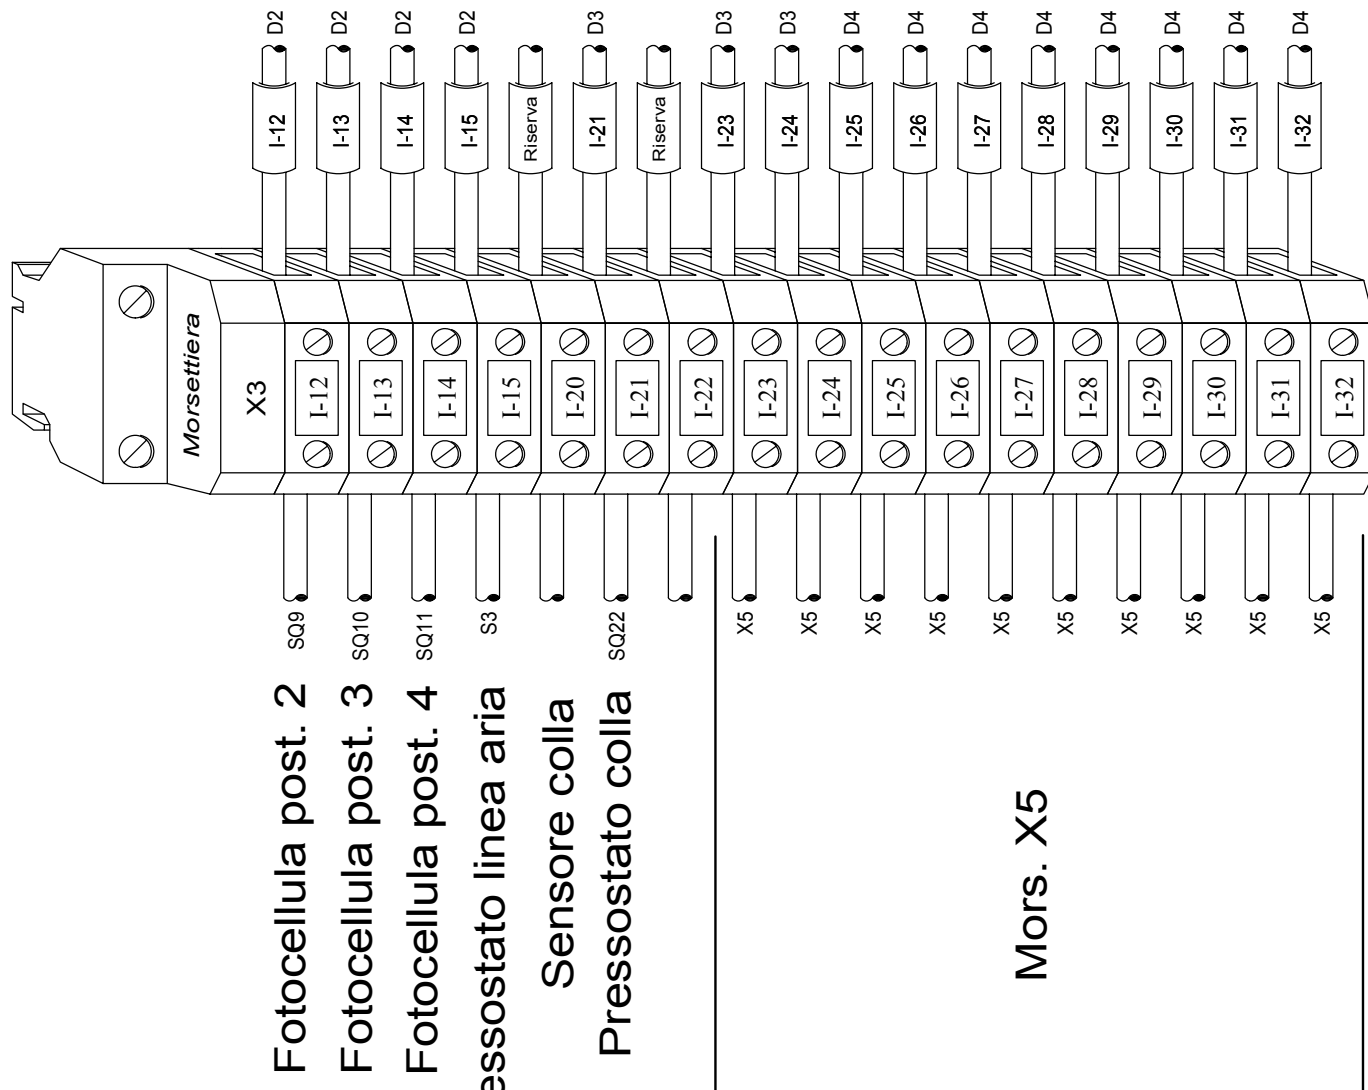 D2
D2
D2
D2
D3
D3
D3
D4
D4
D4
D4
D4
D4
D4
D4
I-12
I-13
I-14
I-15
Riserva
I-21
Riserva
I-23
I-24
I-25
I-26
I-27
I-28
I-29
I-30
I-31
I-32
Morsettiera
X3
I-12
I-13
I-14
I-15
I-20
I-21
I-22
I-23
I-24
I-25
I-26
I-27
I-28
I-29
I-30
I-31
I-32
SQ9
SQ10
SQ11
S3
SQ22
X5
X5
X5
X5
X5
X5
X5
X5
X5
X5
Fotocellula post. 2
Fotocellula post. 3
Fotocellula post. 4
essostato linea aria
Sensore colla
Pressostato colla
Mors. X5